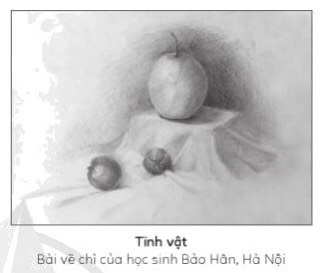 Tĩnh vật
Bài vẽ chì của học sinh Bảo Hân, Hà Nội